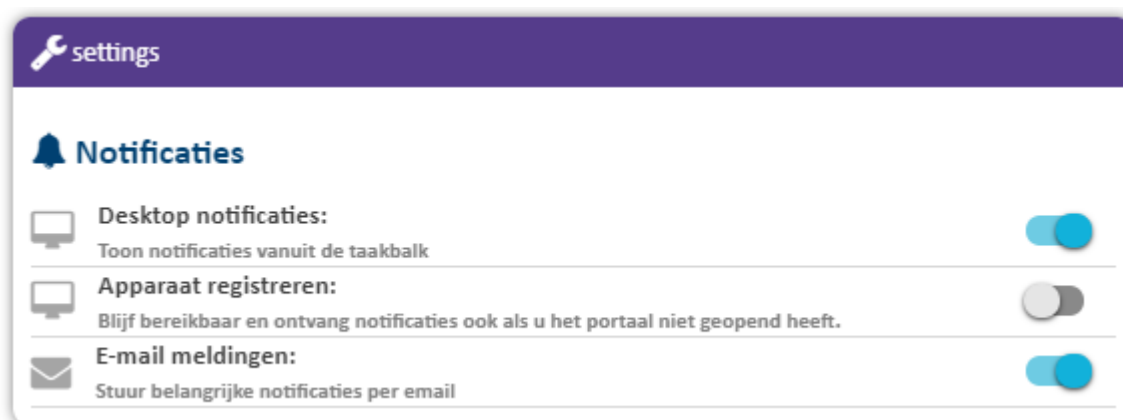 settings
Notificaties
Desktop notificaties:
Toon notificaties vanuit de taakbalk
Apparaat registreren:
Blijf bereikbaar en ontvang notificaties ook als u het portaal niet geopend heeft.
E-mail meldingen:
Stuur belangrijke notificaties per email